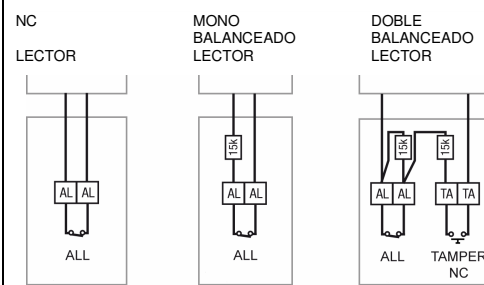 NC
LECTOR
MONO
BALANCEADO
LECTOR
DOBLE
BALANCEADO
LECTOR
AL AL
ALL
15k
AL AL
ALL
15k
15k
AL AL
TA TA
ALL
TAMPER
NC